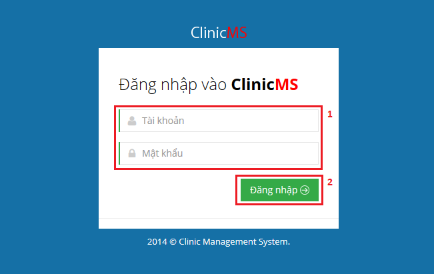 ClinicMS
Đăng nhập vào ClinicMS
Tài khoản
1
Mật khẩu
Đăng nhập
2
2014 © Clinic Management System.